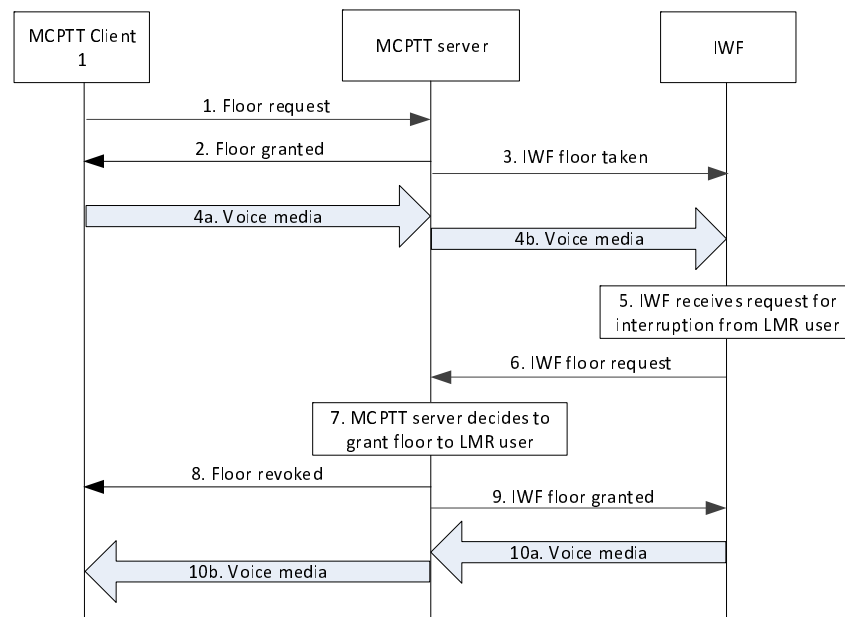 MCPTT Client
1
MCPTT server
IWF
1. Floor request
2. Floor granted
3. IWF floor taken
4a. Voice media
4b. Voice media
5. IWF receives request for
interruption from LMR user
6. IWF floor request
7. MCPTT server decides to
grant floor to LMR user
8. Floor revoked
9. IWF floor granted
10a. Voice media
10b. Voice media